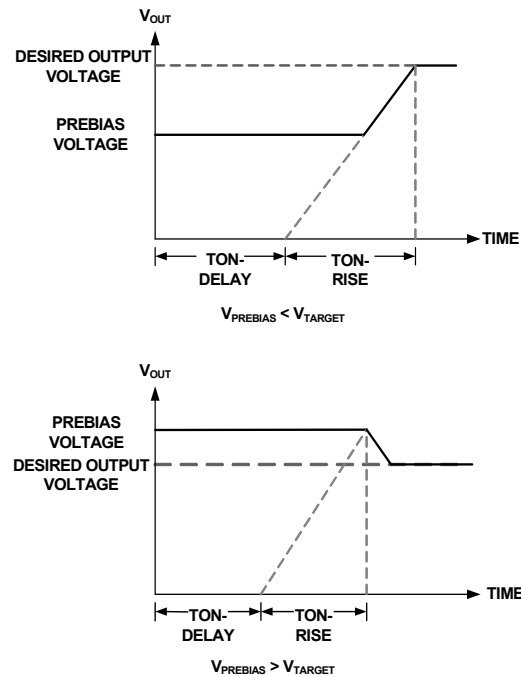 VOUT
DESIRED OUTPUT
VOLTAGE
PREBIAS
VOLTAGE
TIME
TON-
DELAY
TON-
RISE
VPREBIAS < VTARGET
VOUT
PREBIAS
VOLTAGE
DESIRED OUTPUT
VOLTAGE
TIME
TON-
DELAY
TON-
RISE
VPREBIAS > VTARGET